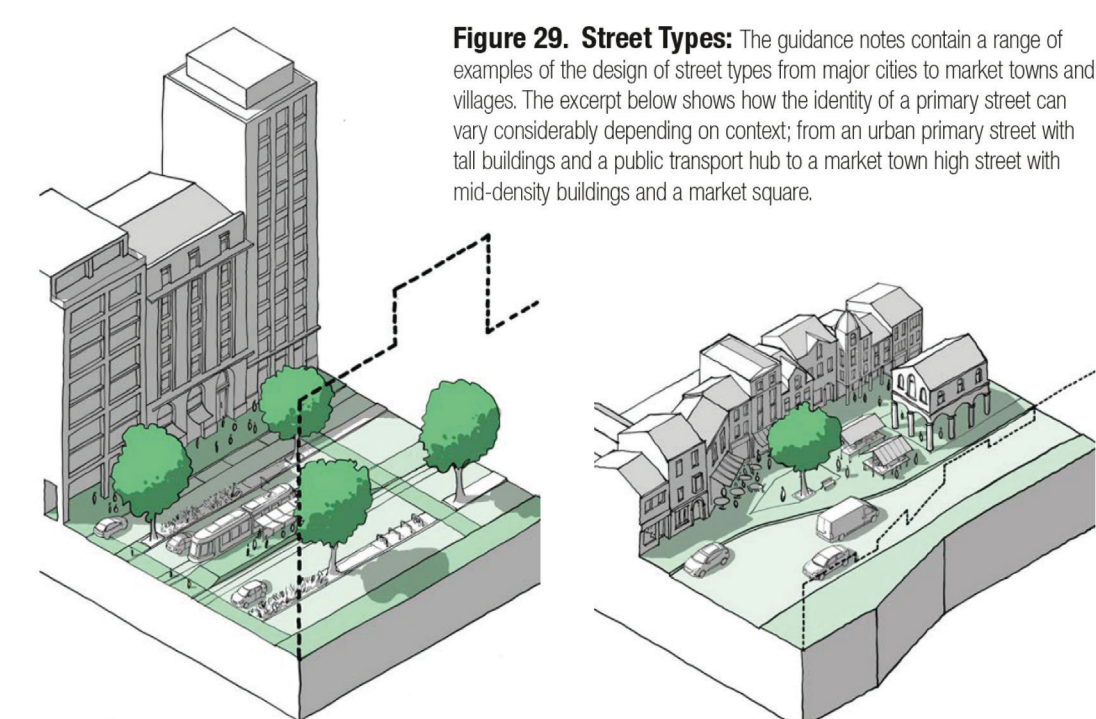 Figure 29. Street Types: The guidance notes contain a range of
examples of the design of street types from major cities to market towns and
villages. The excerpt below shows how the identity of a primary street can
vary considerably depending on context; from an urban primary street with
tall buildings and a public transport hub to a market town high street with
mid-density buildings and a market square.